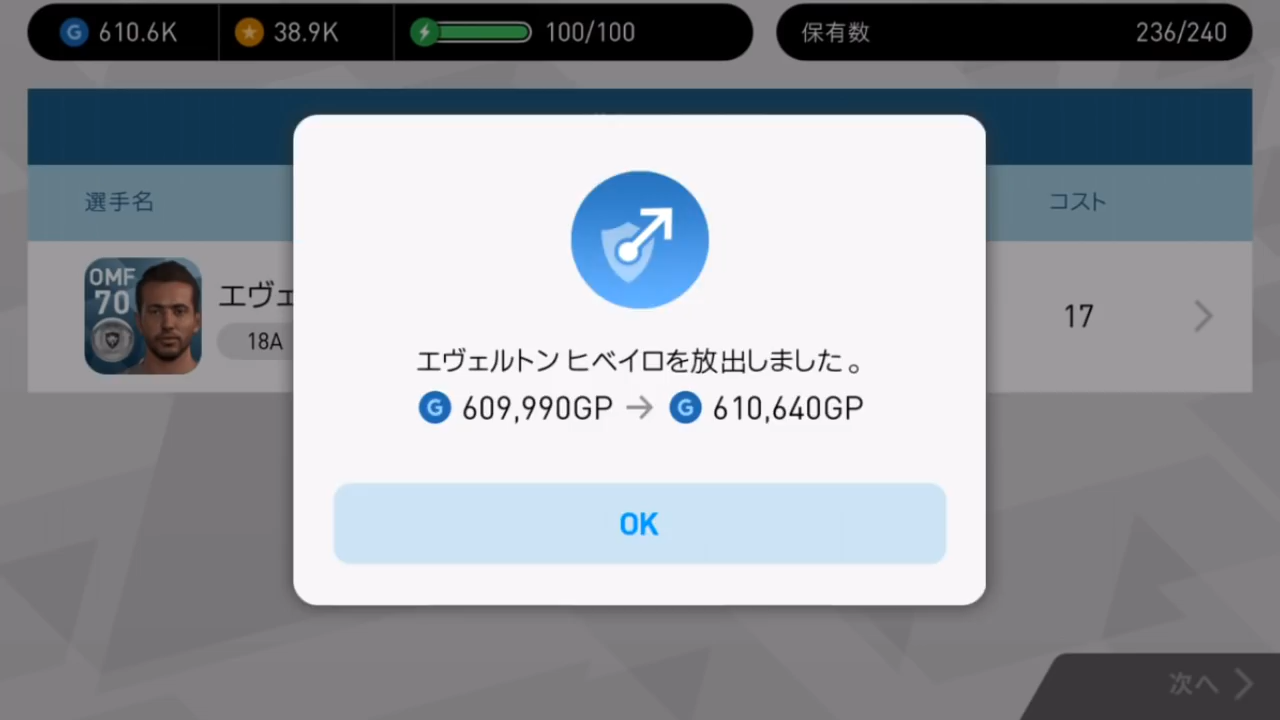 610.6K
38.9K
100/100
保有数
236/240
選手名
コスト
OMF
70
エヴェ
18A
17
エヴェルトン ヒベイロを放出しました。
609,990GP → 610,640GP
OK
次へ